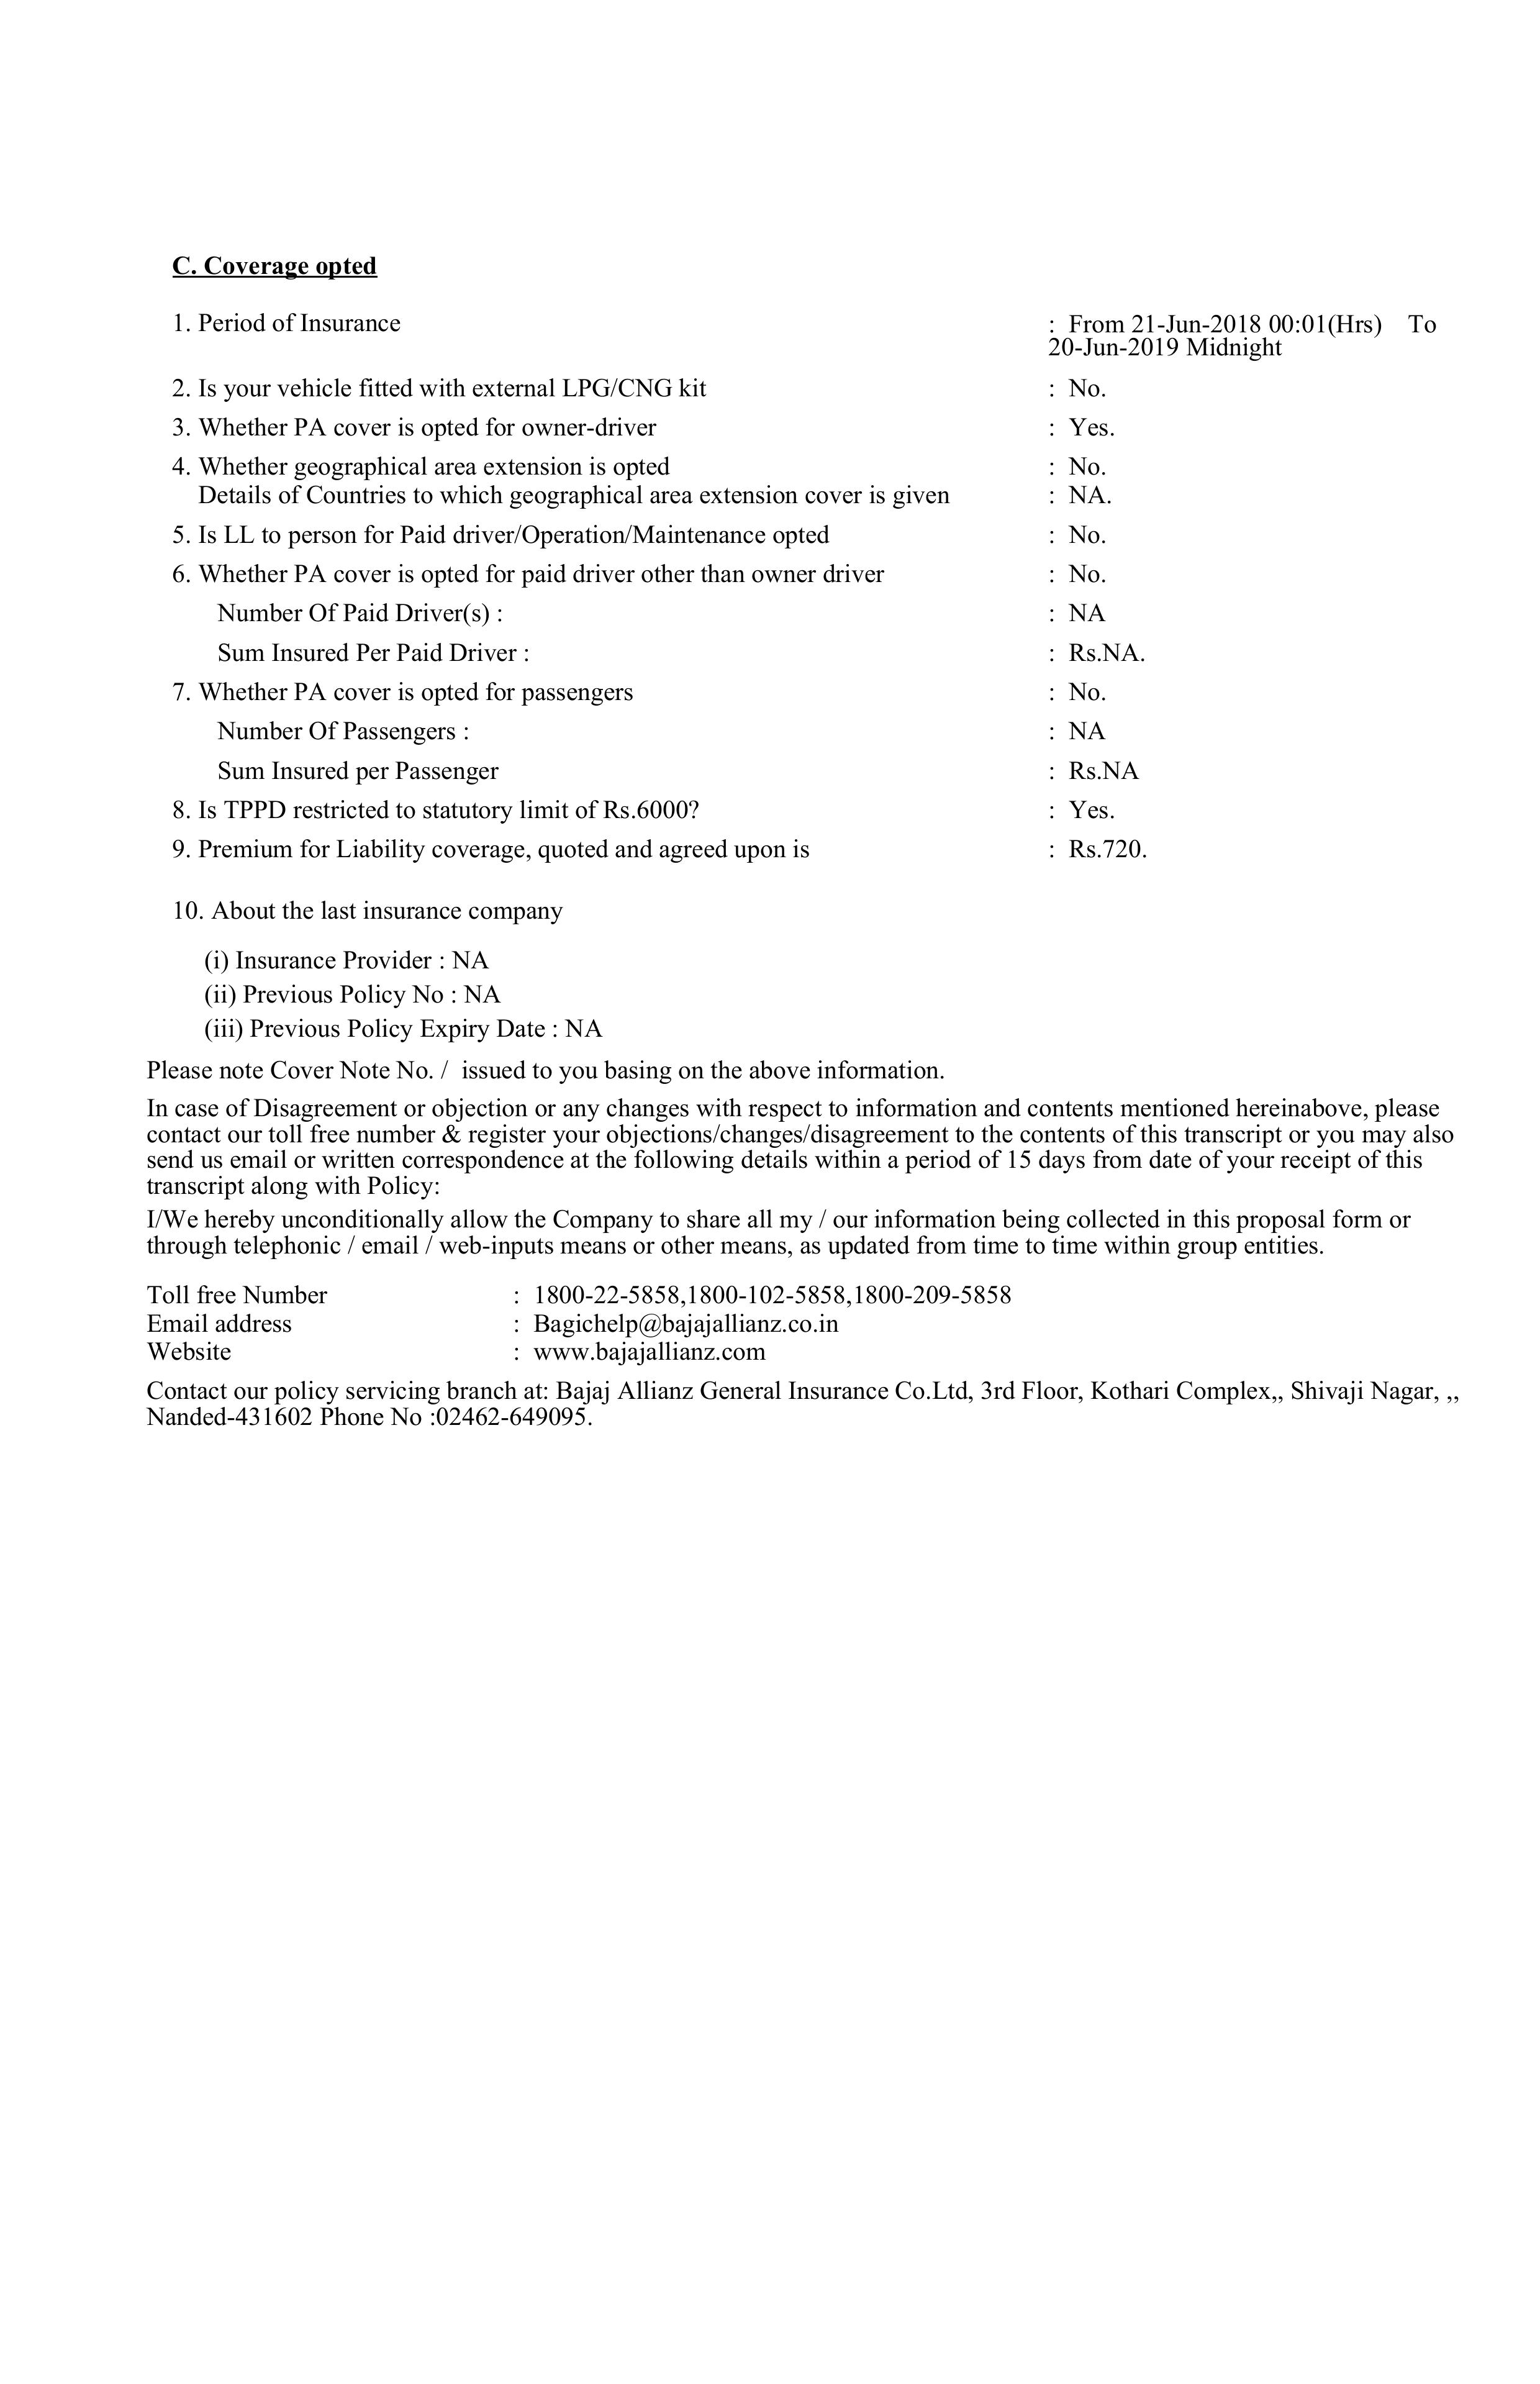 C. Coverage opted
1. Period of Insurance : From 21-Jun-2018 00:01(Hrs) To
20-Jun-2019 Midnight
2. Is your vehicle fitted with external LPG/CNG kit : No.
3. Whether PA cover is opted for owner-driver : Yes.
4. Whether geographical area extension is opted : No.
Details of Countries to which geographical area extension cover is given : NA.
5. Is LL to person for Paid driver/Operation/Maintenance opted : No.
6. Whether PA cover is opted for paid driver other than owner driver : No.
Number Of Paid Driver(s) : : NA
Sum Insured Per Paid Driver : : Rs.NA.
7. Whether PA cover is opted for passengers : No.
Number Of Passengers : : NA
Sum Insured per Passenger : Rs.NA
8. Is TPPD restricted to statutory limit of Rs.6000? : Yes.
9. Premium for Liability coverage, quoted and agreed upon is : Rs.720.
10. About the last insurance company
(i) Insurance Provider : NA
(ii) Previous Policy No : NA
(iii) Previous Policy Expiry Date : NA
Please note Cover Note No. / issued to you basing on the above information.
In case of Disagreement or objection or any changes with respect to information and contents mentioned hereinabove, please
contact our toll free number & register your objections/changes/disagreement to the contents of this transcript or you may also
send us email or written correspondence at the following details within a period of 15 days from date of your receipt of this
transcript along with Policy:
I/We hereby unconditionally allow the Company to share all my / our information being collected in this proposal form or
through telephonic / email / web-inputs means or other means, as updated from time to time within group entities.
Toll free Number : 1800-22-5858,1800-102-5858,1800-209-5858
Email address : Bagichelp@bajajallianz.co.in
Website : www.bajajallianz.com
Contact our policy servicing branch at: Bajaj Allianz General Insurance Co.Ltd, 3rd Floor, Kothari Complex,, Shivaji Nagar, ,,
Nanded-431602 Phone No :02462-649095.